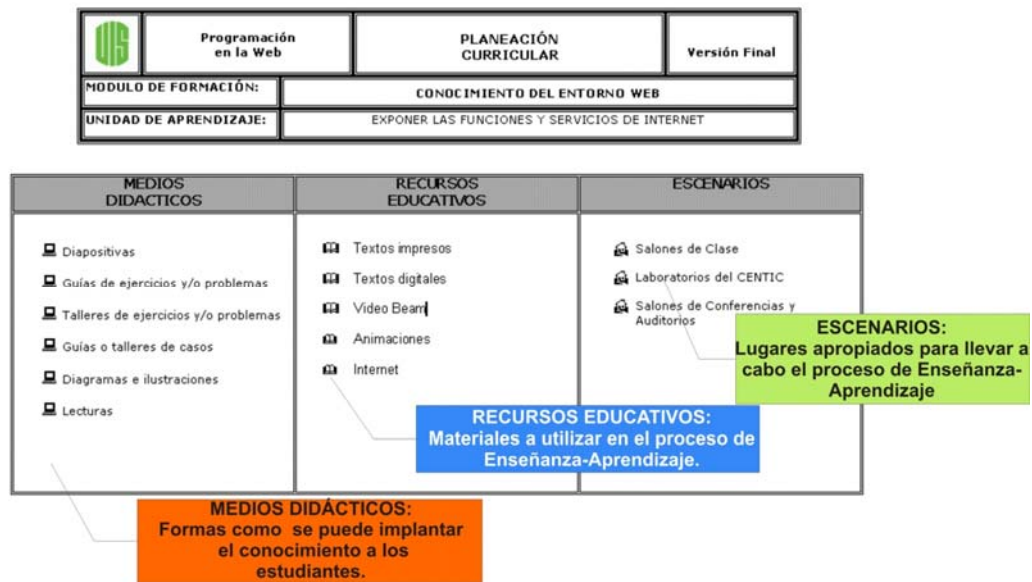 UIS
Programación
en la Web
PLANEACIÓN
CURRICULAR
Versión Final
MODULO DE FORMACIÓN:
CONOCIMIENTO DEL ENTORNO WEB
UNIDAD DE APRENDIZAJE:
EXPONER LAS FUNCIONES Y SERVICIOS DE INTERNET
MEDIOS
DIDACTICOS
Diapositivas
Guías de ejercicios y/o problemas
Talleres de ejercicios y/o problemas
Guías o talleres de casos
Diagramas e ilustraciones
Lecturas
RECURSOS
EDUCATIVOS
Textos impresos
Textos digitales
Video Beam
Animaciones
Internet
ESCENARIOS
Salones de Clase
Laboratorios del CENTIC
Salones de Conferencias y
Auditorios
ESCENARIOS:
Lugares apropiados para llevar a
cabo el proceso de Enseñanza-
Aprendizaje
RECURSOS EDUCATIVOS:
Materiales a utilizar en el proceso de
Enseñanza-Aprendizaje.
MEDIOS DIDÁCTICOS:
Formas como se puede implantar
el conocimiento a los
estudiantes.